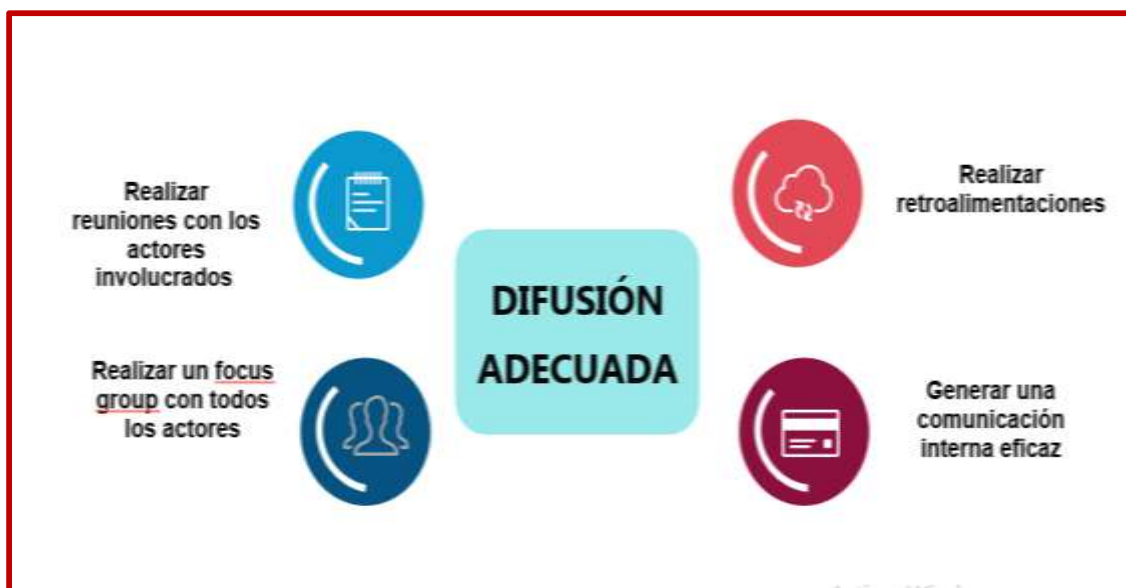 Realizar
reuniones con los
actores
involucrados
Realizar un focus
group con todos
los actores
DIFUSIÓN
ADECUADA
Realizar
retroalimentaciones
Generar una
comunicación
interna eficaz